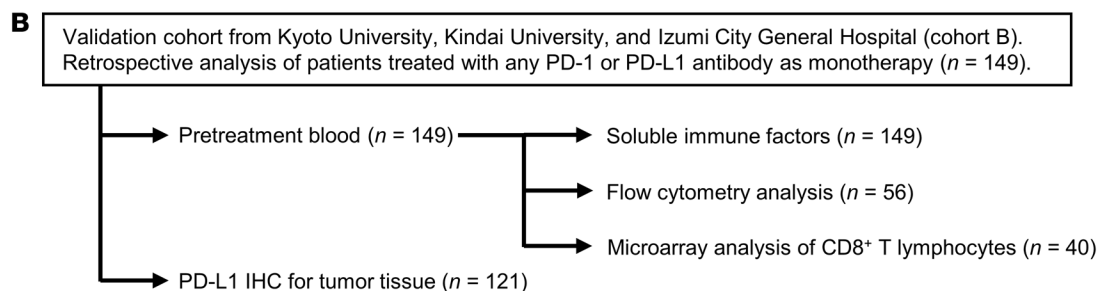 B
Validation cohort from Kyoto University, Kindai University, and Izumi City General Hospital (cohort B).
Retrospective analysis of patients treated with any PD-1 or PD-L1 antibody as monotherapy (n = 149).
Pretreatment blood (n = 149)
Soluble immune factors (n = 149)
Flow cytometry analysis (n = 56)
Microarray analysis of CD8⁺ T lymphocytes (n = 40)
PD-L1 IHC for tumor tissue (n = 121)